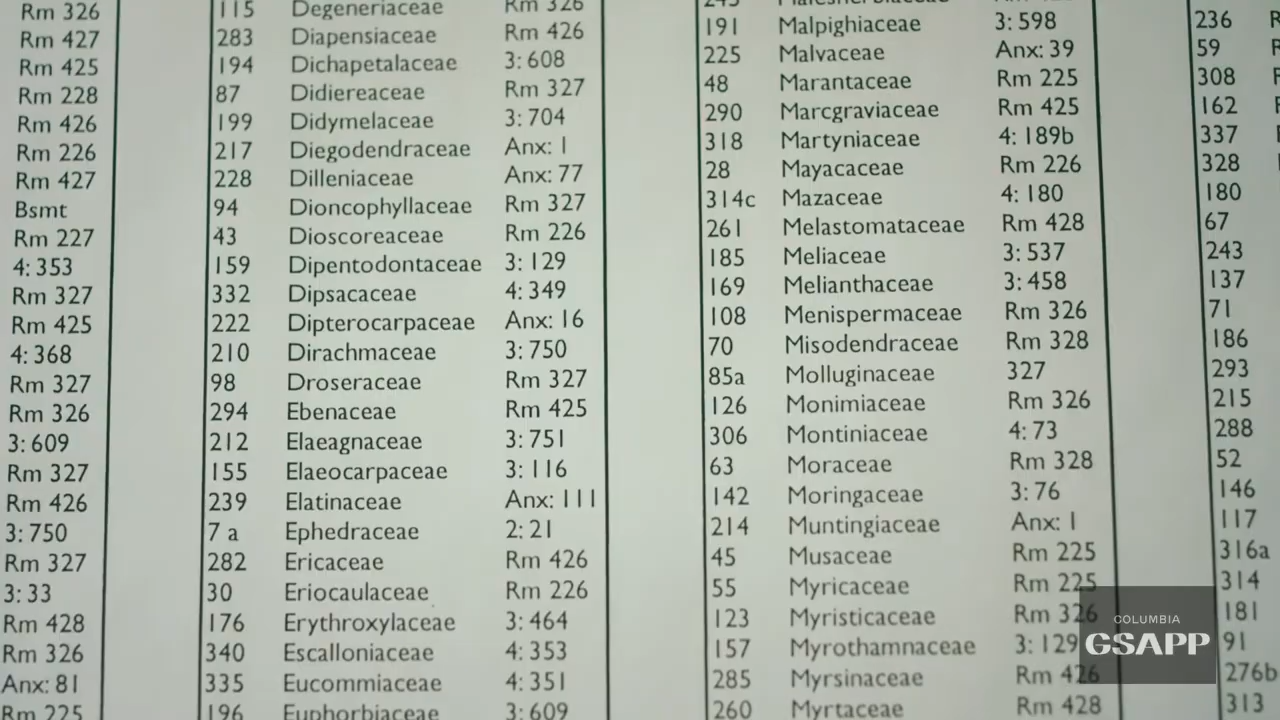 Rm 326
Rm 427
Rm 425
Rm 228
Rm 426
Rm 226
Rm 427
Bsmt
Rm 227
4: 353
Rm 327
Rm 425
4: 368
Rm 327
Rm 326
3: 609
Rm 327
Rm 426
3: 750
Rm 327
3: 33
Rm 428
Rm 326
Anx: 81
Rm 225
115 Degeneriaceae Rm 326
283 Diapensiaceae Rm 426
194 Dichapetalaceae 3: 608
87 Didiereaceae Rm 327
199 Didymelaceae 3: 704
217 Diegodendraceae Anx: 1
228 Dilleniaceae Anx: 77
94 Dioncophyllaceae Rm 327
43 Dioscoreaceae Rm 226
159 Dipentodontaceae 3: 129
332 Dipsacaceae 4: 349
222 Dipterocarpaceae Anx: 16
210 Dirachmaceae 3: 750
98 Droseraceae Rm 327
294 Ebenaceae Rm 425
212 Elaeagnaceae 3: 751
155 Elaeocarpaceae 3: 116
239 Elatinaceae Anx: 111
7 a Ephedraceae 2: 21
282 Ericaceae Rm 426
30 Eriocaulaceae Rm 226
176 Erythroxylaceae 3: 464
340 Escalloniaceae 4: 353
335 Eucommiaceae 4: 351
196 Euphorbiaceae 3: 609
191 Malpighiaceae 3: 598
225 Malvaceae Anx: 39
48 Marantaceae Rm 225
290 Marcgraviaceae Rm 425
318 Martyniaceae 4: 189b
28 Mayacaceae Rm 226
314c Mazaceae 4: 180
261 Melastomataceae Rm 428
185 Meliaceae 3: 537
169 Melianthaceae 3: 458
108 Menispermaceae Rm 326
70 Misodendraceae Rm 328
85a Molluginaceae 327
126 Monimiaceae Rm 326
306 Montiniaceae 4: 73
63 Moraceae Rm 328
142 Moringaceae 3: 76
214 Muntingiaceae Anx: 1
45 Musaceae Rm 225
55 Myricaceae Rm 225
123 Myristicaceae Rm 326
157 Myrothamnaceae 3: 129
285 Myrsinaceae Rm 426
260 Myrtaceae Rm 428
236
59
308
162
337
328
180
67
243
137
71
186
293
215
288
52
146
117
316a
314
181
91
276b
313
COLUMBIA
GSAPP